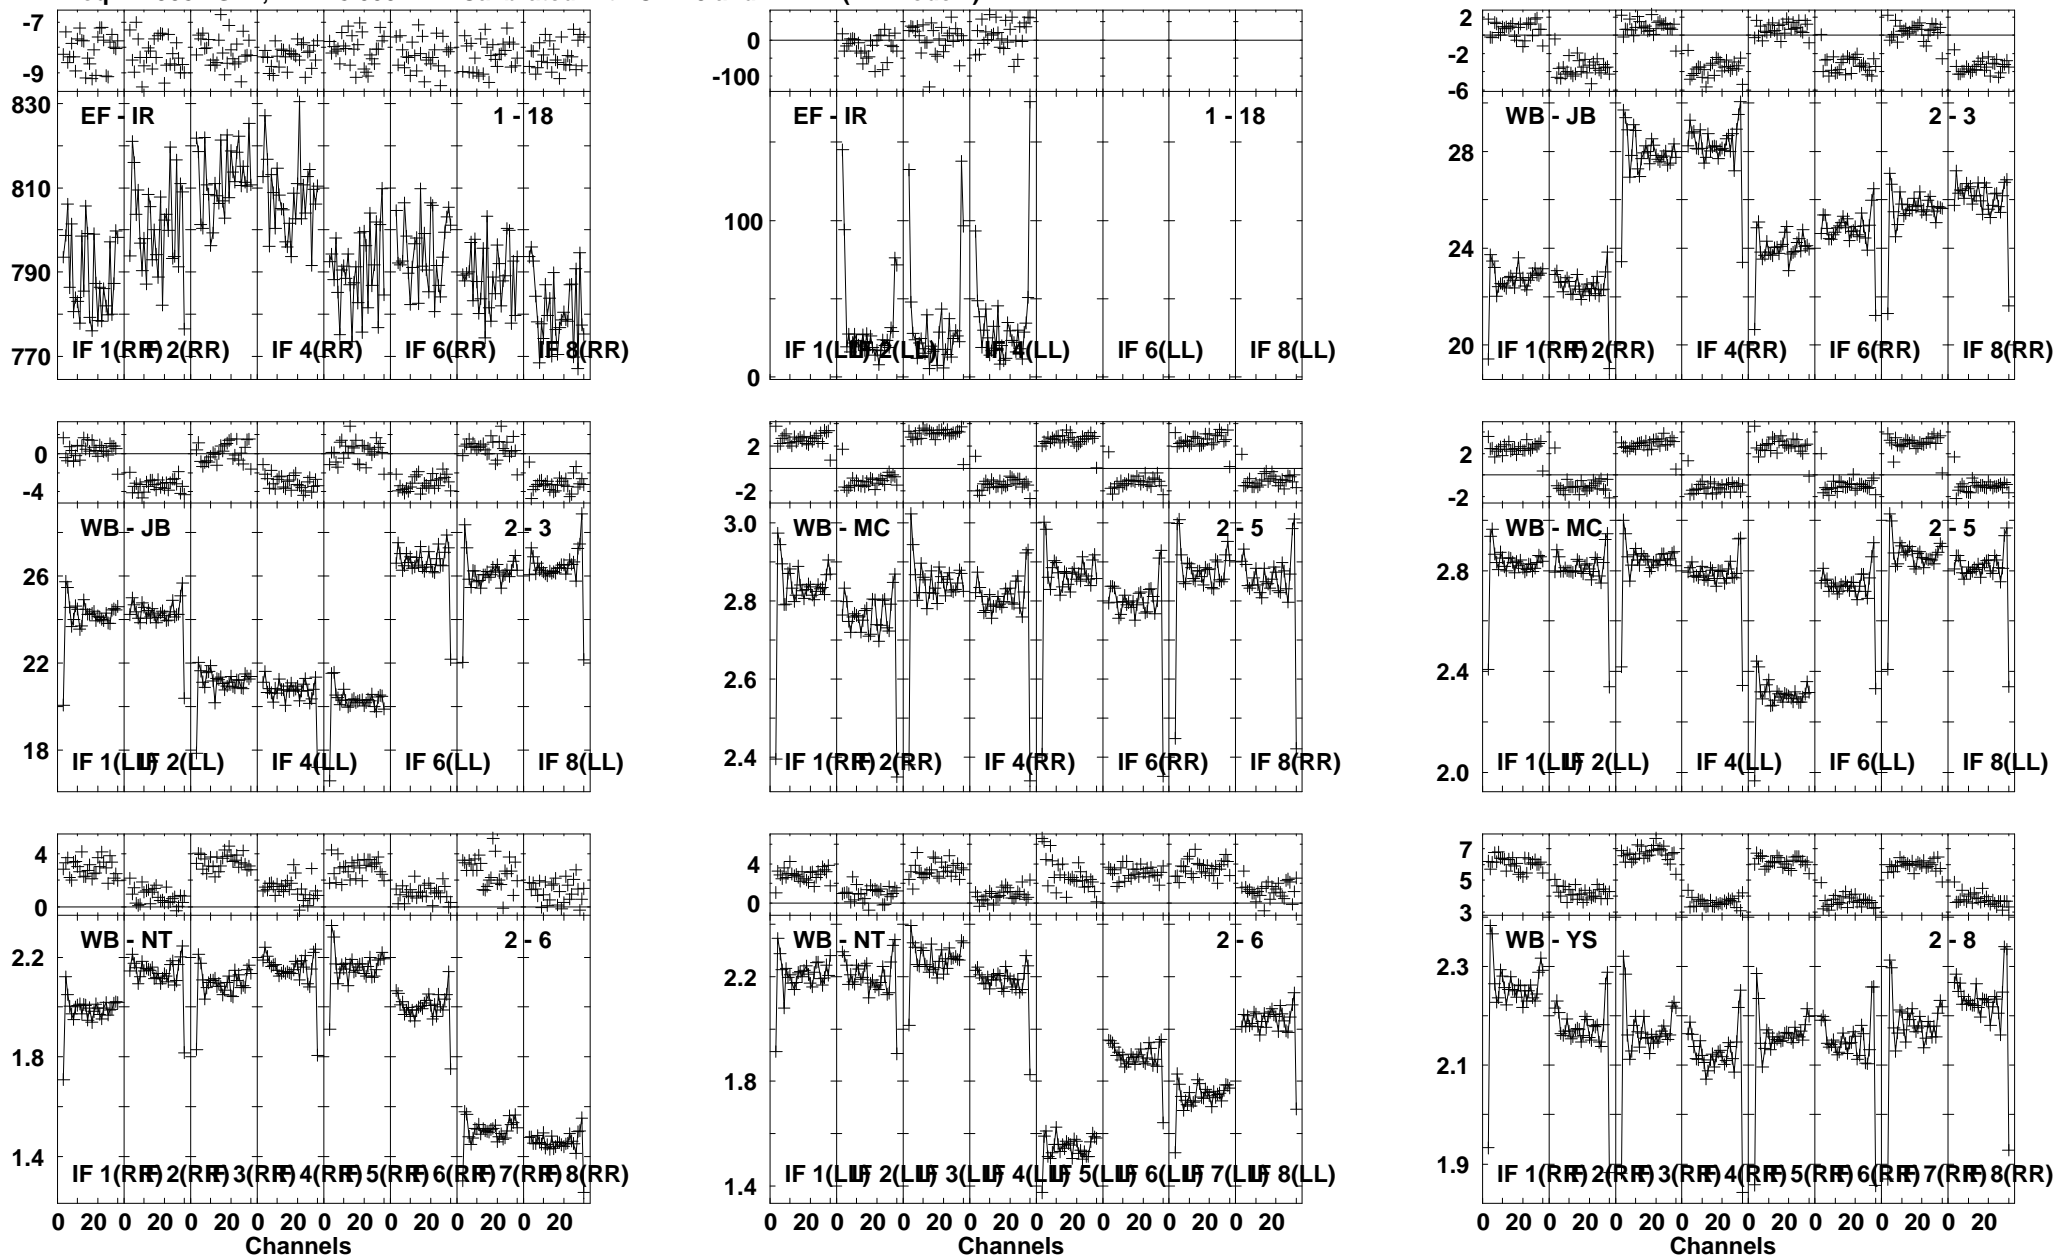 -7
-9
830
810
790
770
EF - IR 1 - 18
IF 1(RR) IF 2(RR) IF 4(RR) IF 6(RR) IF 8(RR)
0
-100
100
0
EF - IR 1 - 18
IF 1(LL) IF 2(LL) IF 4(LL) IF 6(LL) IF 8(LL)
2
-2
-6
28
24
20
WB - JB 2 - 3
IF 1(RR) IF 2(RR) IF 4(RR) IF 6(RR) IF 8(RR)
0
-4
26
22
18
WB - JB 2 - 3
IF 1(LL) IF 2(LL) IF 4(LL) IF 6(LL) IF 8(LL)
2
-2
3.0
2.8
2.6
2.4
WB - MC 2 - 5
IF 1(RR) IF 2(RR) IF 4(RR) IF 6(RR) IF 8(RR)
2
-2
2.8
2.4
2.0
WB - MC 2 - 5
IF 1(LL) IF 2(LL) IF 4(LL) IF 6(LL) IF 8(LL)
4
0
2.2
1.8
1.4
WB - NT 2 - 6
IF 1(RR) IF 2(RR) IF 3(RR) IF 4(RR) IF 5(RR) IF 6(RR) IF 7(RR) IF 8(RR)
0 20 0 20 0 20 0 20 0 20 0 20 0 20 0 20
Channels
4
0
2.2
1.8
1.4
WB - NT 2 - 6
IF 1(LL) IF 2(LL) IF 3(LL) IF 4(LL) IF 5(LL) IF 6(LL) IF 7(LL) IF 8(LL)
0 20 0 20 0 20 0 20 0 20 0 20 0 20 0 20
Channels
7
5
3
2.3
2.1
1.9
WB - YS 2 - 8
IF 1(RR) IF 2(RR) IF 3(RR) IF 4(RR) IF 5(RR) IF 6(RR) IF 7(RR) IF 8(RR)
0 20 0 20 0 20 0 20 0 20 0 20 0 20 0 20
Channels